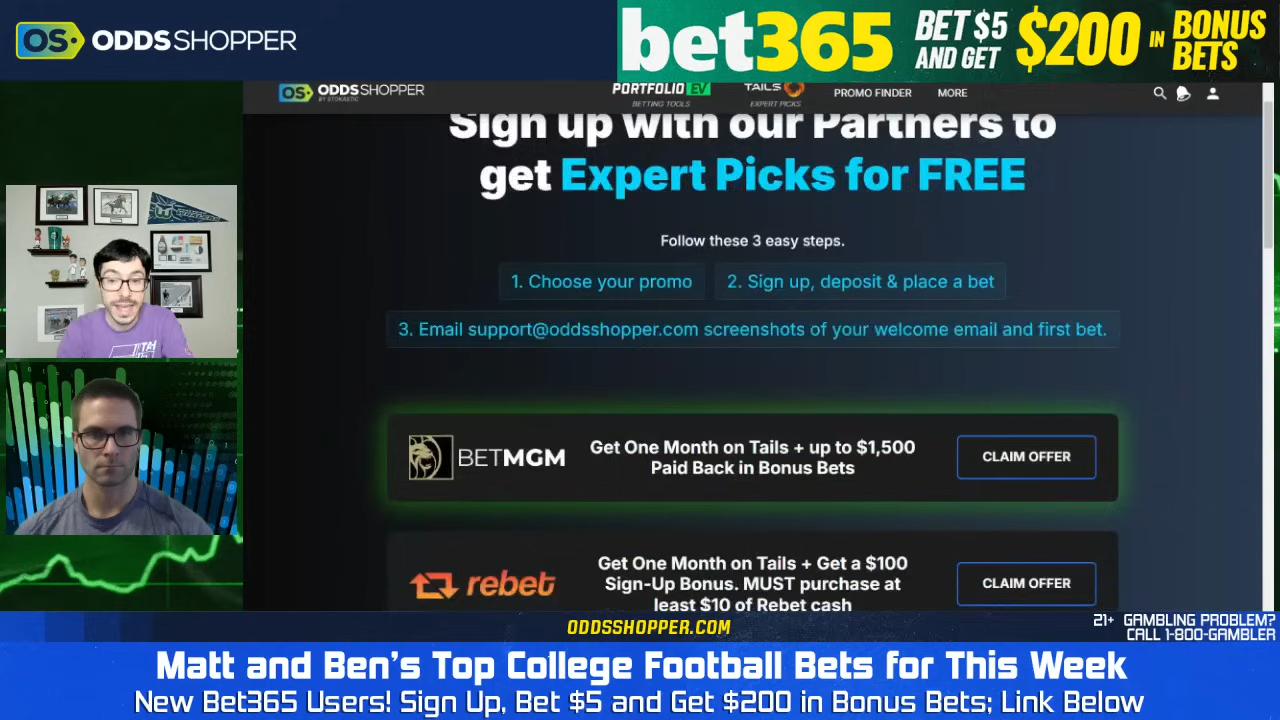 OS ODDSSHOPPER
bet365 BET $5 AND GET $200 IN BONUS BETS
OS ODDSSHOPPER
BY STOKASTIC
PORTFOLIO EV
BETTING TOOLS
TAILS
EXPERT PICKS
PROMO FINDER
MORE
Sign up with our Partners to
get Expert Picks for FREE
Follow these 3 easy steps.
1. Choose your promo
2. Sign up, deposit & place a bet
3. Email support@oddsshopper.com screenshots of your welcome email and first bet.
BETMGM
Get One Month on Tails + up to $1,500
Paid Back in Bonus Bets
CLAIM OFFER
rebet
Get One Month on Tails + Get a $100
Sign-Up Bonus. MUST purchase at
least $10 of Rebet cash
CLAIM OFFER
ODDSSHOPPER.COM
21+ GAMBLING PROBLEM?
CALL 1-800-GAMBLER
Matt and Ben's Top College Football Bets for This Week
New Bet365 Users! Sign Up, Bet $5 and Get $200 in Bonus Bets; Link Below